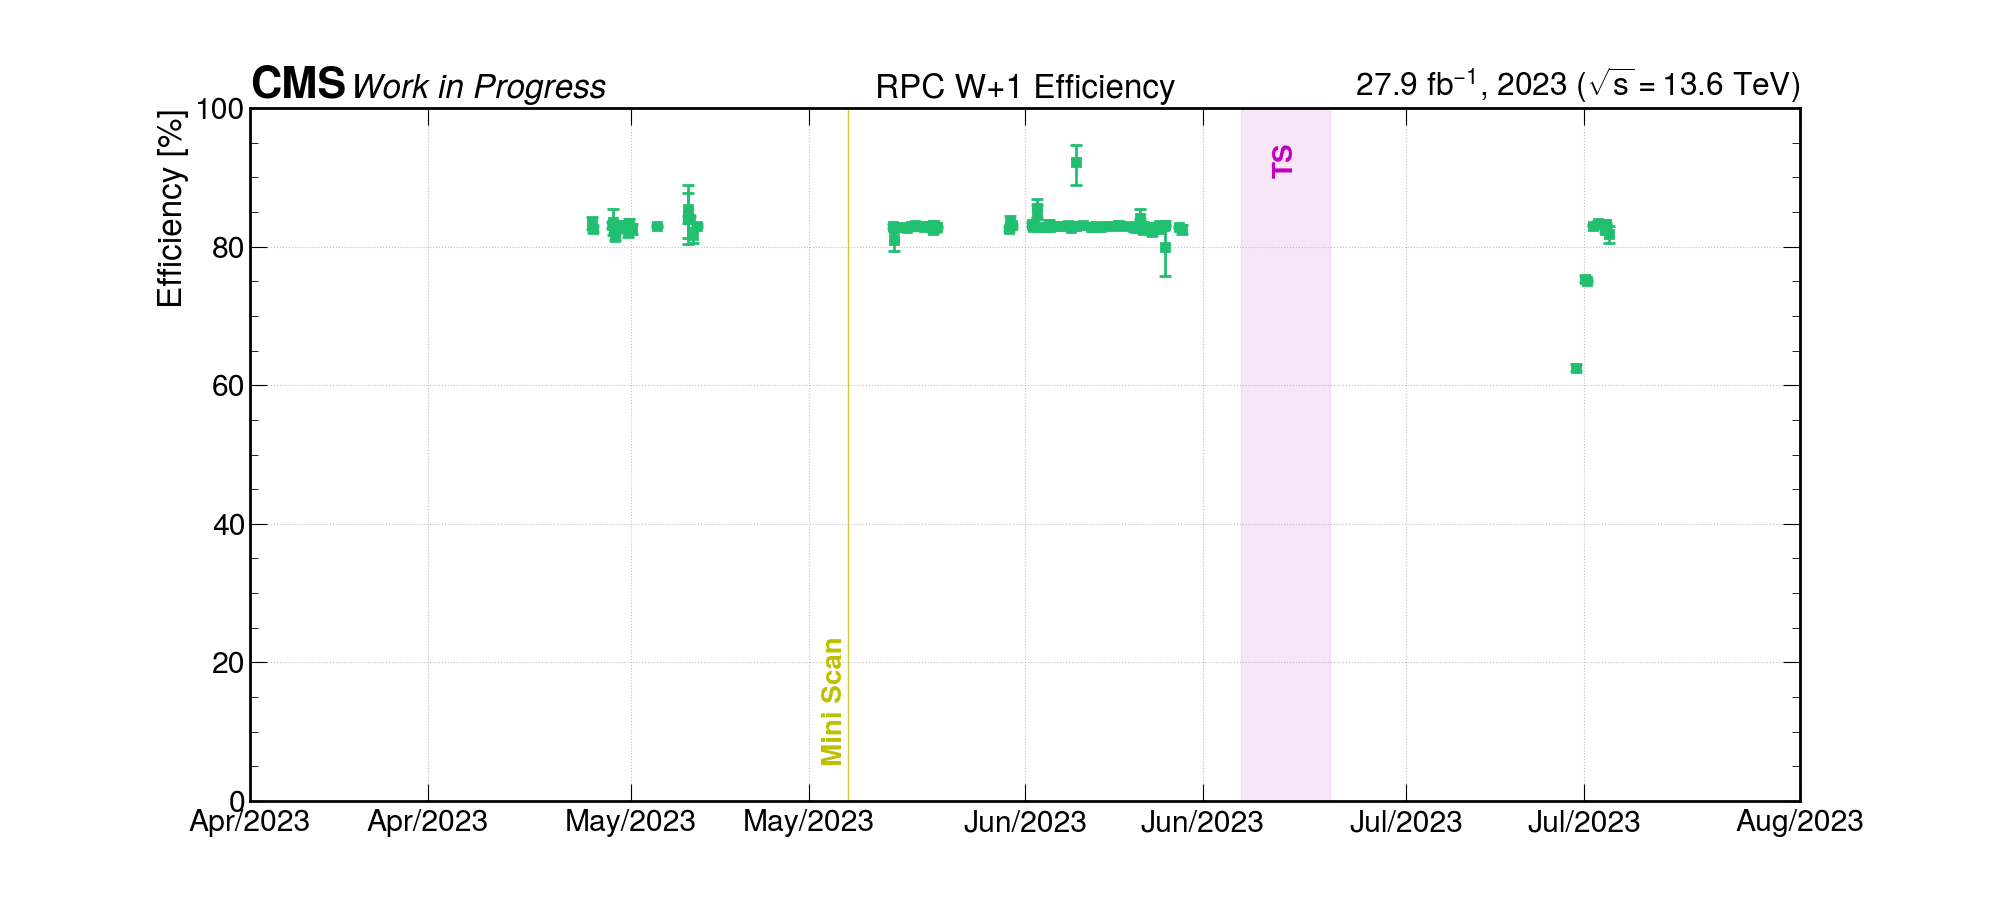 CMS Work in Progress
RPC W+1 Efficiency
27.9 fb⁻¹, 2023 (√s = 13.6 TeV)
Efficiency [%]
100
80
60
40
20
0
TS
Mini Scan
Apr/2023
Apr/2023
May/2023
May/2023
Jun/2023
Jun/2023
Jul/2023
Jul/2023
Aug/2023